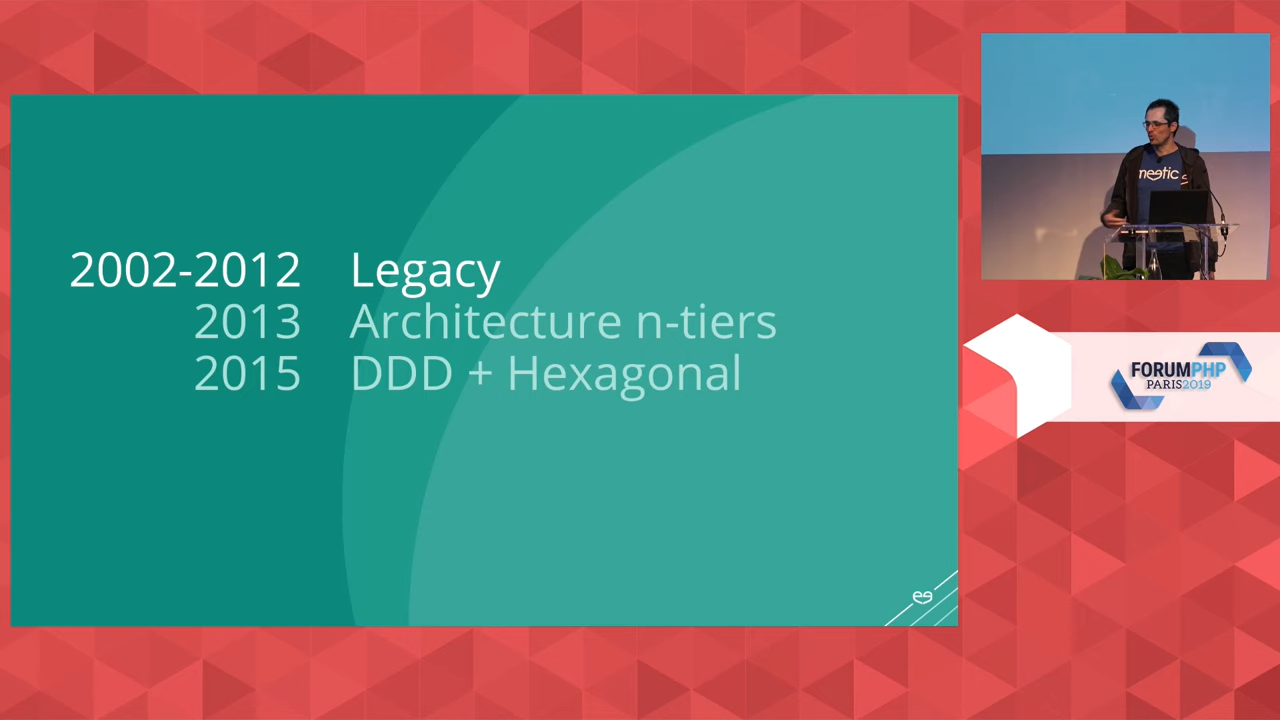 2002-2012 Legacy
2013 Architecture n-tiers
2015 DDD + Hexagonal
meetic
FORUMPHP
PARIS2019